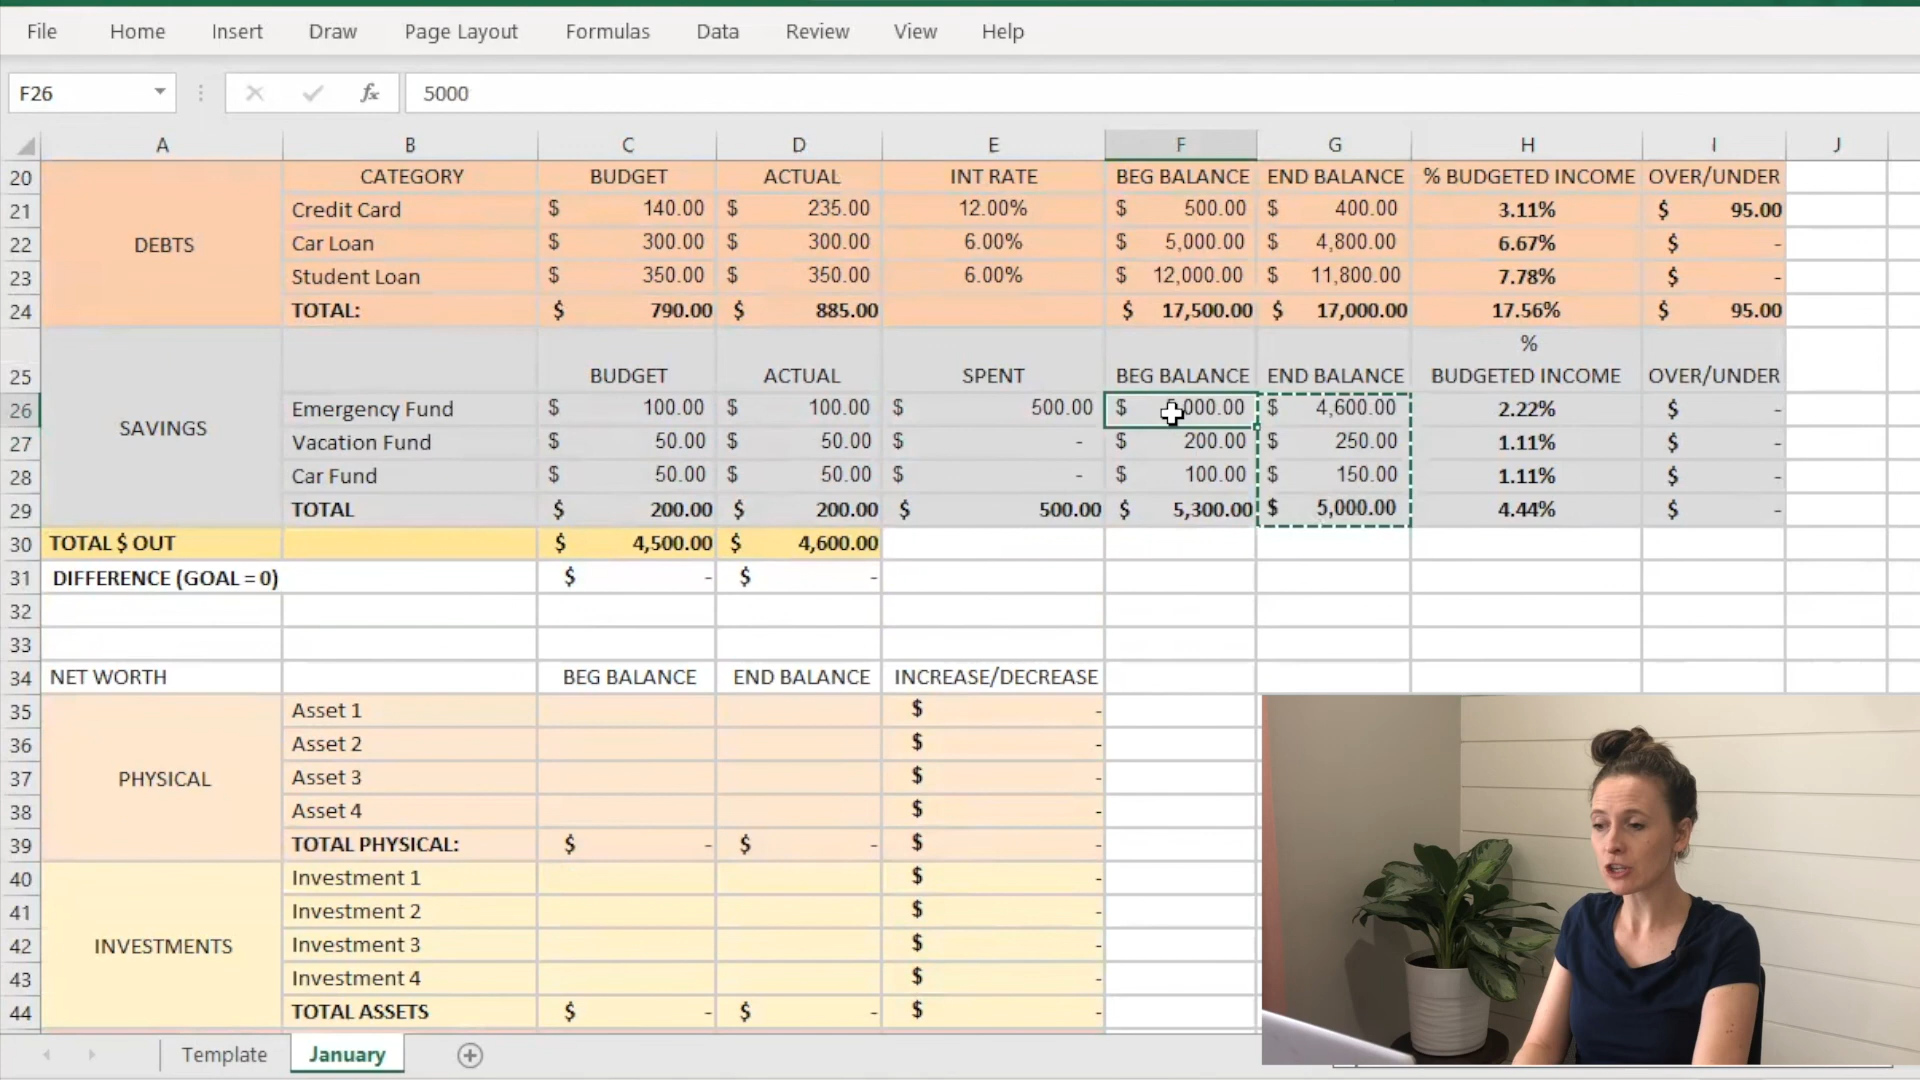 File Home Insert Draw Page Layout Formulas Data Review View Help
F26 fx 5000
A B C D E F G H I J
20 CATEGORY BUDGET ACTUAL INT RATE BEG BALANCE END BALANCE % BUDGETED INCOME OVER/UNDER
21 Credit Card $ 140.00 $ 235.00 12.00% $ 500.00 $ 400.00 3.11% $ 95.00
22 DEBTS Car Loan $ 300.00 $ 300.00 6.00% $ 5,000.00 $ 4,800.00 6.67% $ -
23 Student Loan $ 350.00 $ 350.00 6.00% $ 12,000.00 $ 11,800.00 7.78% $ -
24 TOTAL: $ 790.00 $ 885.00 $ 17,500.00 $ 17,000.00 17.56% $ 95.00
%
25 BUDGET ACTUAL SPENT BEG BALANCE END BALANCE BUDGETED INCOME OVER/UNDER
26 Emergency Fund $ 100.00 $ 100.00 $ 500.00 $ 5,000.00 $ 4,600.00 2.22% $ -
SAVINGS
27 Vacation Fund $ 50.00 $ 50.00 $ - $ 200.00 $ 250.00 1.11% $ -
28 Car Fund $ 50.00 $ 50.00 $ - $ 100.00 $ 150.00 1.11% $ -
29 TOTAL $ 200.00 $ 200.00 $ 500.00 $ 5,300.00 $ 5,000.00 4.44% $ -
30 TOTAL $ OUT $ 4,500.00 $ 4,600.00
31 DIFFERENCE (GOAL = 0) $ - $ -
32
33
34 NET WORTH BEG BALANCE END BALANCE INCREASE/DECREASE
35 Asset 1 $ -
36 Asset 2 $ -
37 PHYSICAL Asset 3 $ -
38 Asset 4 $ -
39 TOTAL PHYSICAL: $ - $ - $ -
40 Investment 1 $ -
41 Investment 2 $ -
42 INVESTMENTS Investment 3 $ -
43 Investment 4 $ -
44 TOTAL ASSETS $ - $ - $ -
Template January